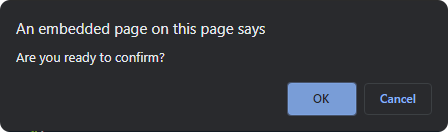 An embedded page on this page says
Are you ready to confirm?
OK
Cancel